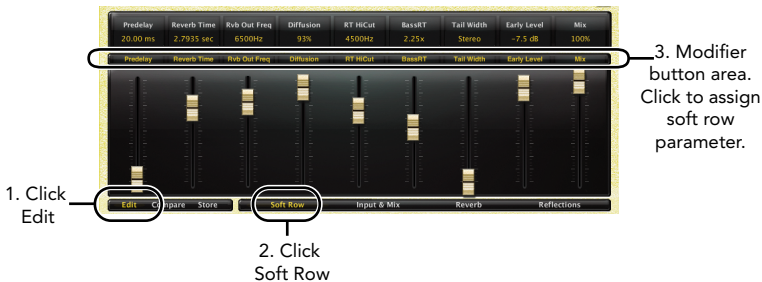 Predelay Reverb Time Rvb Out Freq Diffusion RT HiCut BassRT Tail Width Early Level Mix
20.00 ms 2.7935 sec 6500Hz 93% 4500Hz 2.25x Stereo -7.5 dB 100%
Predelay Reverb Time Rvb Out Freq Diffusion RT HiCut BassRT Tail Width Early Level Mix
3. Modifier
button area.
Click to assign
soft row
parameter.
1. Click
Edit
Edit Compare Store Soft Row Input & Mix Reverb Reflections
2. Click
Soft Row